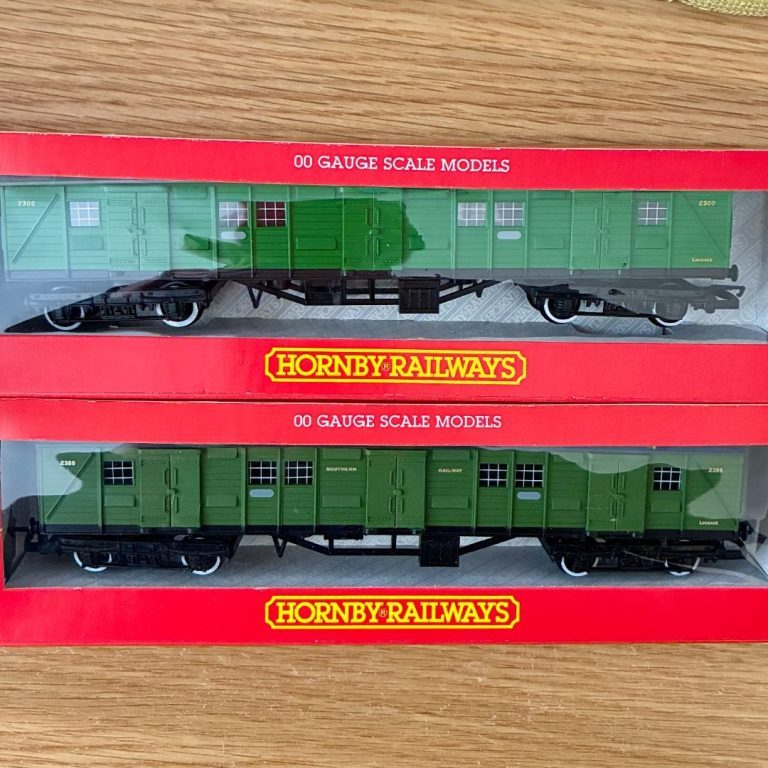 00 GAUGE SCALE MODELS
2300
2300
LUGGAGE
HORNBY® RAILWAYS
00 GAUGE SCALE MODELS
2385 SOUTHERN RAILWAY 2385
LUGGAGE
HORNBY® RAILWAYS